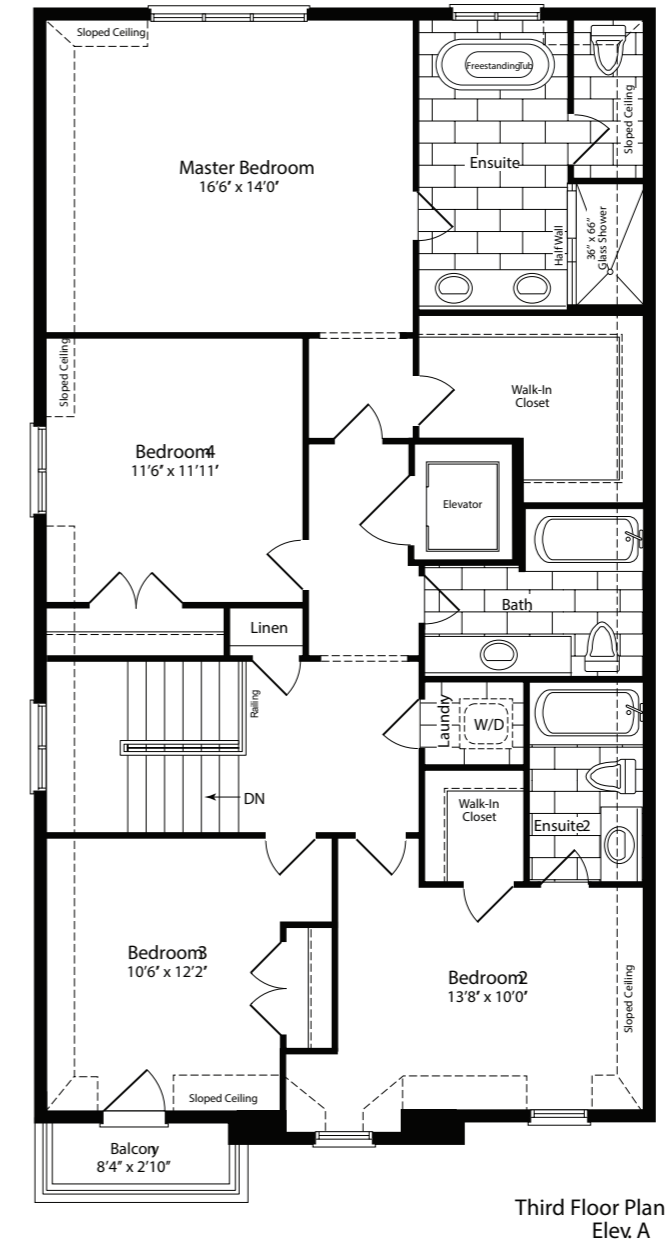 Sloped Ceiling
Freestanding Tub
Sloped Ceiling
Master Bedroom
16'6" x 14'0"
Ensuite
Half Wall
36" x 66"
Glass Shower
Sloped Ceiling
Walk-In
Closet
Bedroom 4
11'6" x 11'11"
Elevator
Linen
Bath
Railing
Laundry
W/D
DN
Walk-In
Closet
Ensuite 2
Bedroom 3
10'6" x 12'2"
Bedroom 2
13'8" x 10'0"
Sloped Ceiling
Sloped Ceiling
Balcony
8'4" x 2'10"
Third Floor Plan
Elev. A